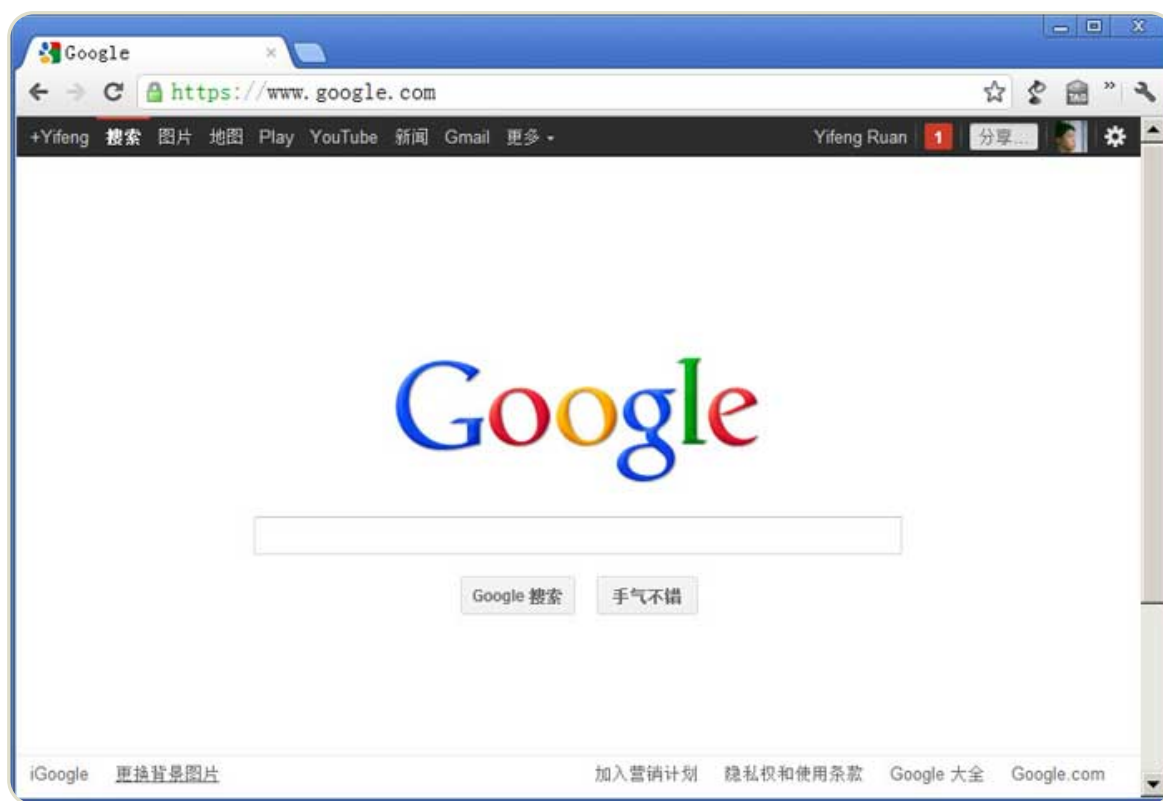 Google
https://www.google.com
+Yifeng 搜索 图片 地图 Play YouTube 新闻 Gmail 更多 Yifeng Ruan 1 分享...
Google
Google 搜索 手气不错
iGoogle 更换背景图片 加入营销计划 隐私权和使用条款 Google 大全 Google.com